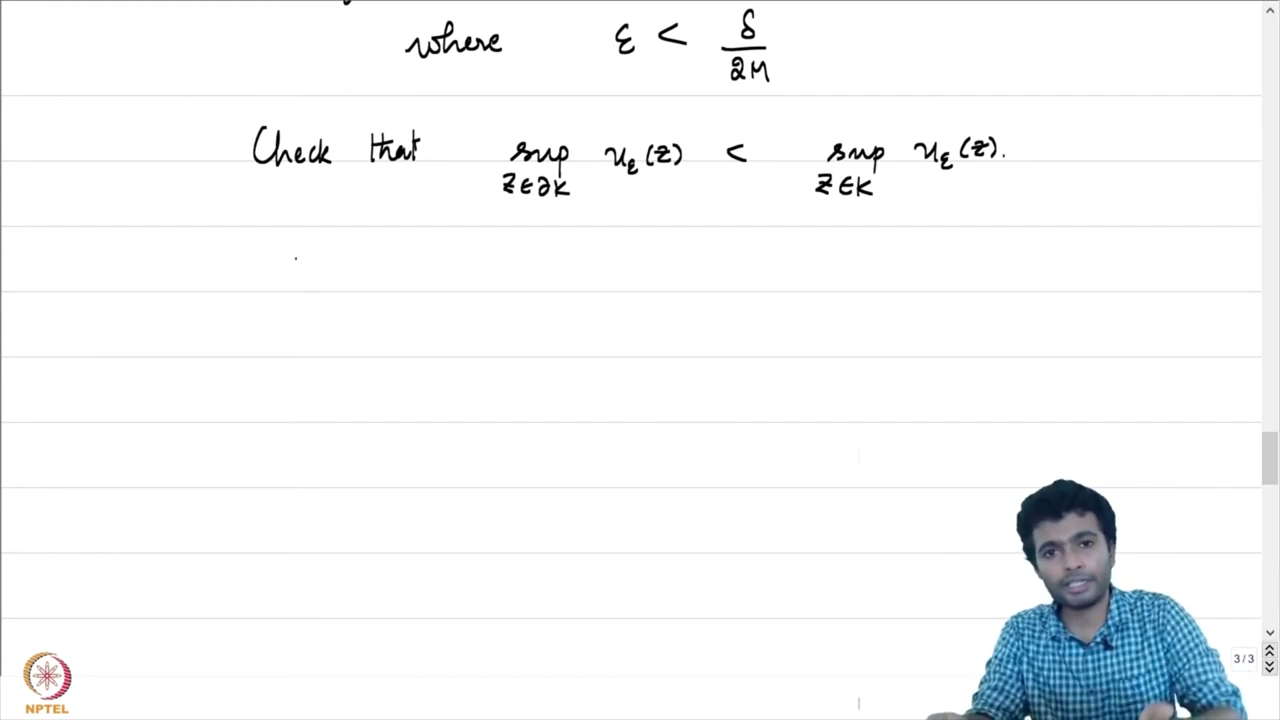 where ε < δ/2M
Check that sup_{z∈∂K} u_ε(z) < sup_{z∈K} u_ε(z).
3/3
NPTEL